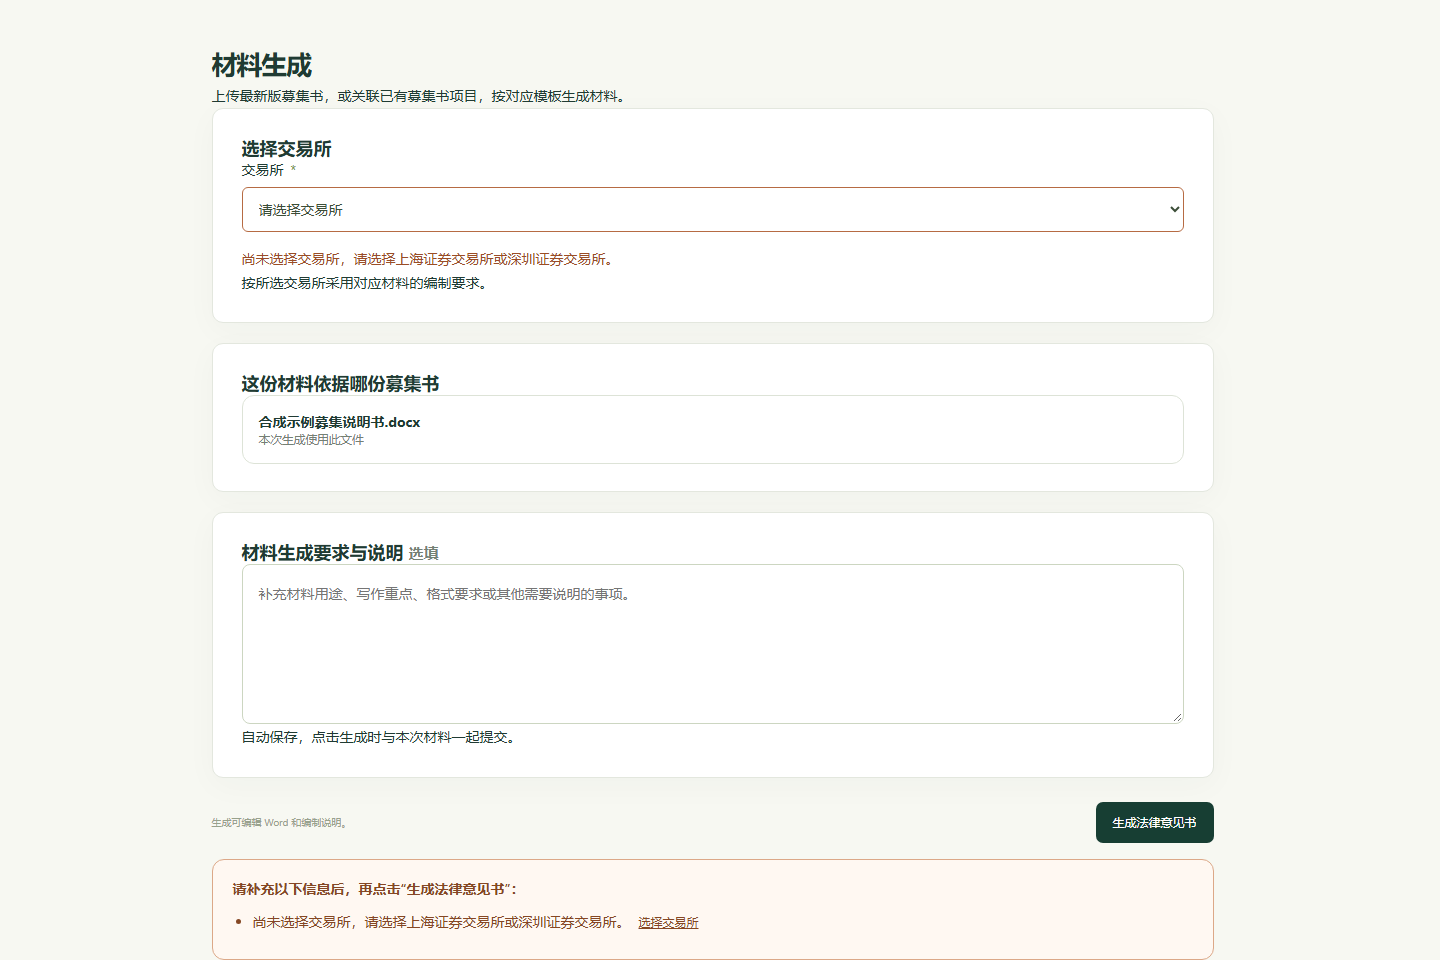 材料生成
上传最新版募集书，或关联已有募集书项目，按对应模板生成材料。
选择交易所
交易所 *
请选择交易所
尚未选择交易所，请选择上海证券交易所或深圳证券交易所。
按所选交易所采用对应材料的编制要求。
这份材料依据哪份募集书
合成示例募集说明书.docx
本次生成使用此文件
材料生成要求与说明 选填
补充材料用途、写作重点、格式要求或其他需要说明的事项。
自动保存，点击生成时与本次材料一起提交。
生成可编辑 Word 和编制说明。
生成法律意见书
请补充以下信息后，再点击“生成法律意见书”：
• 尚未选择交易所，请选择上海证券交易所或深圳证券交易所。 选择交易所